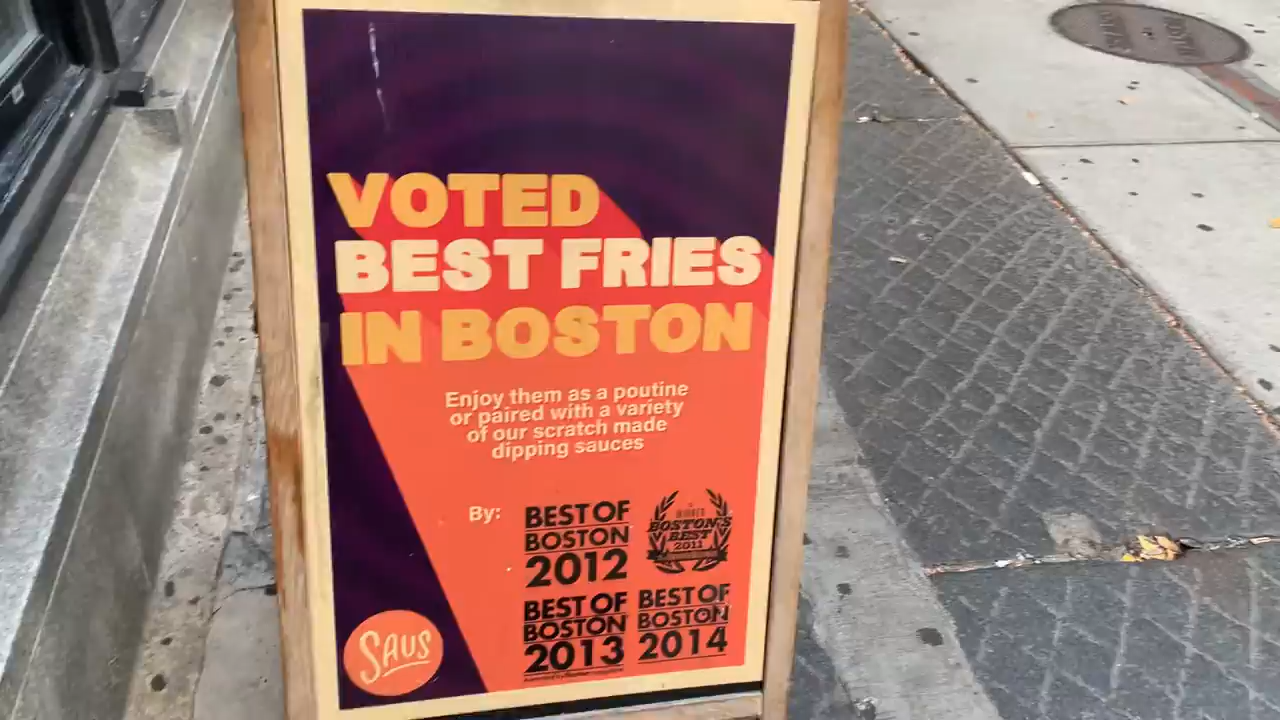 VOTED
BEST FRIES
IN BOSTON
Enjoy them as a poutine
or paired with a variety
of our scratch made
dipping sauces
By:
BEST OF
BOSTON
2012
WINNER
BOSTON'S
BEST
2011
BEST OF
BOSTON
2013
BEST OF
BOSTON
2014
SAUS